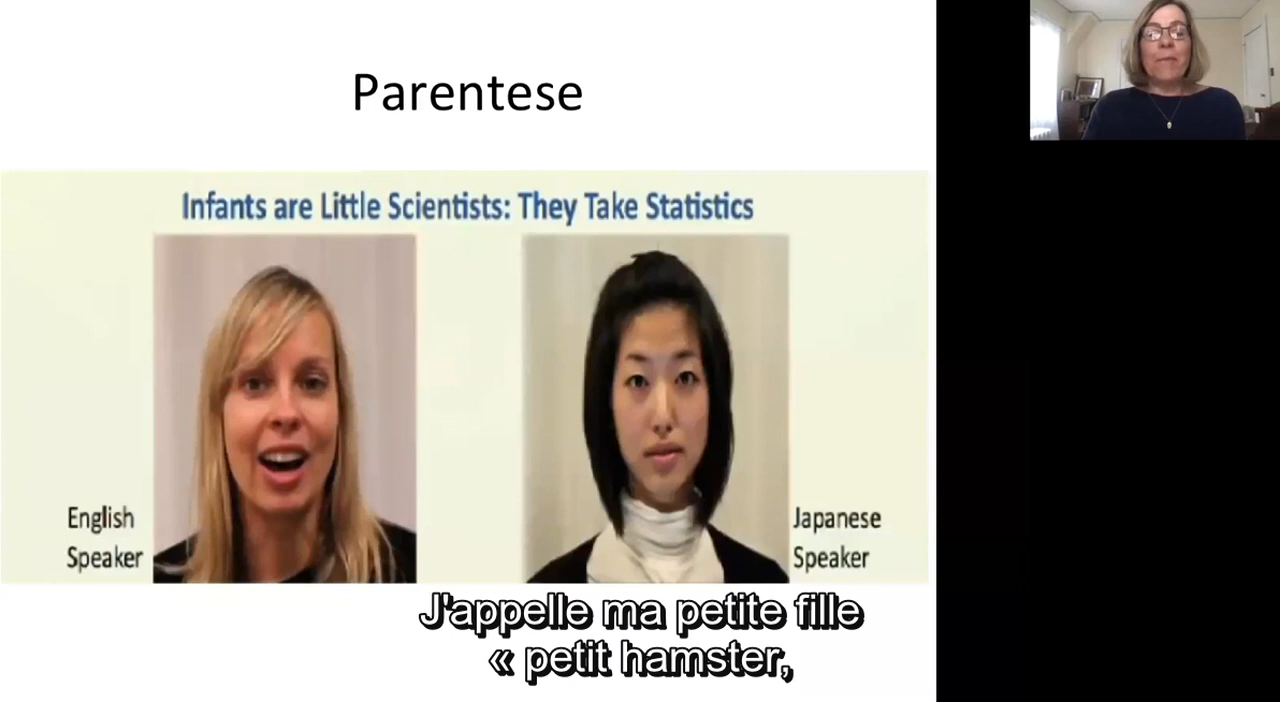 Parentese
Infants are Little Scientists: They Take Statistics
English
Speaker
Japanese
Speaker
J'appelle ma petite fille
« petit hamster,